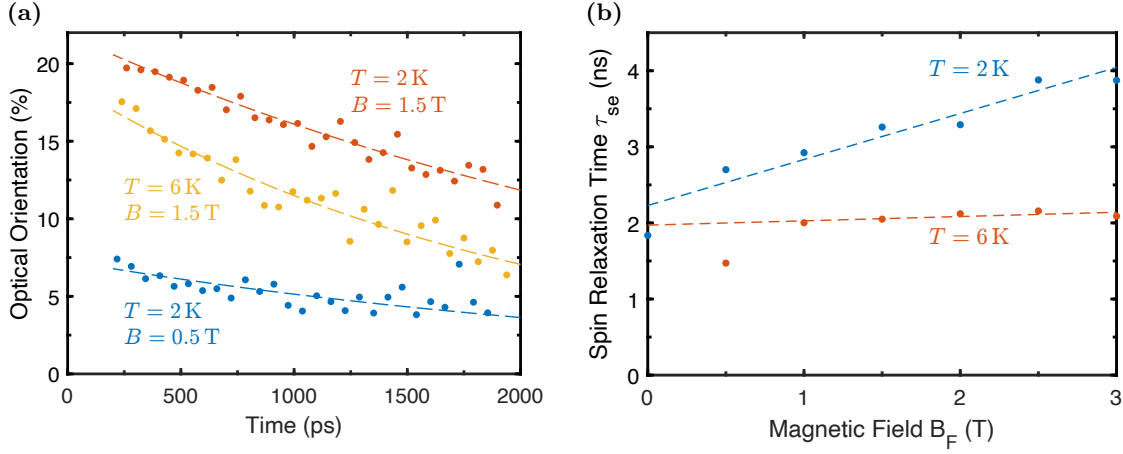 (a)
20
15
10
5
0
Optical Orientation (%)
T = 2 K
B = 1.5 T
T = 6 K
B = 1.5 T
T = 2 K
B = 0.5 T
0 500 1000 1500 2000
Time (ps)
(b)
5
4
3
2
1
0
Spin Relaxation Time τse (ns)
T = 2 K
T = 6 K
0 1 2 3
Magnetic Field BF (T)